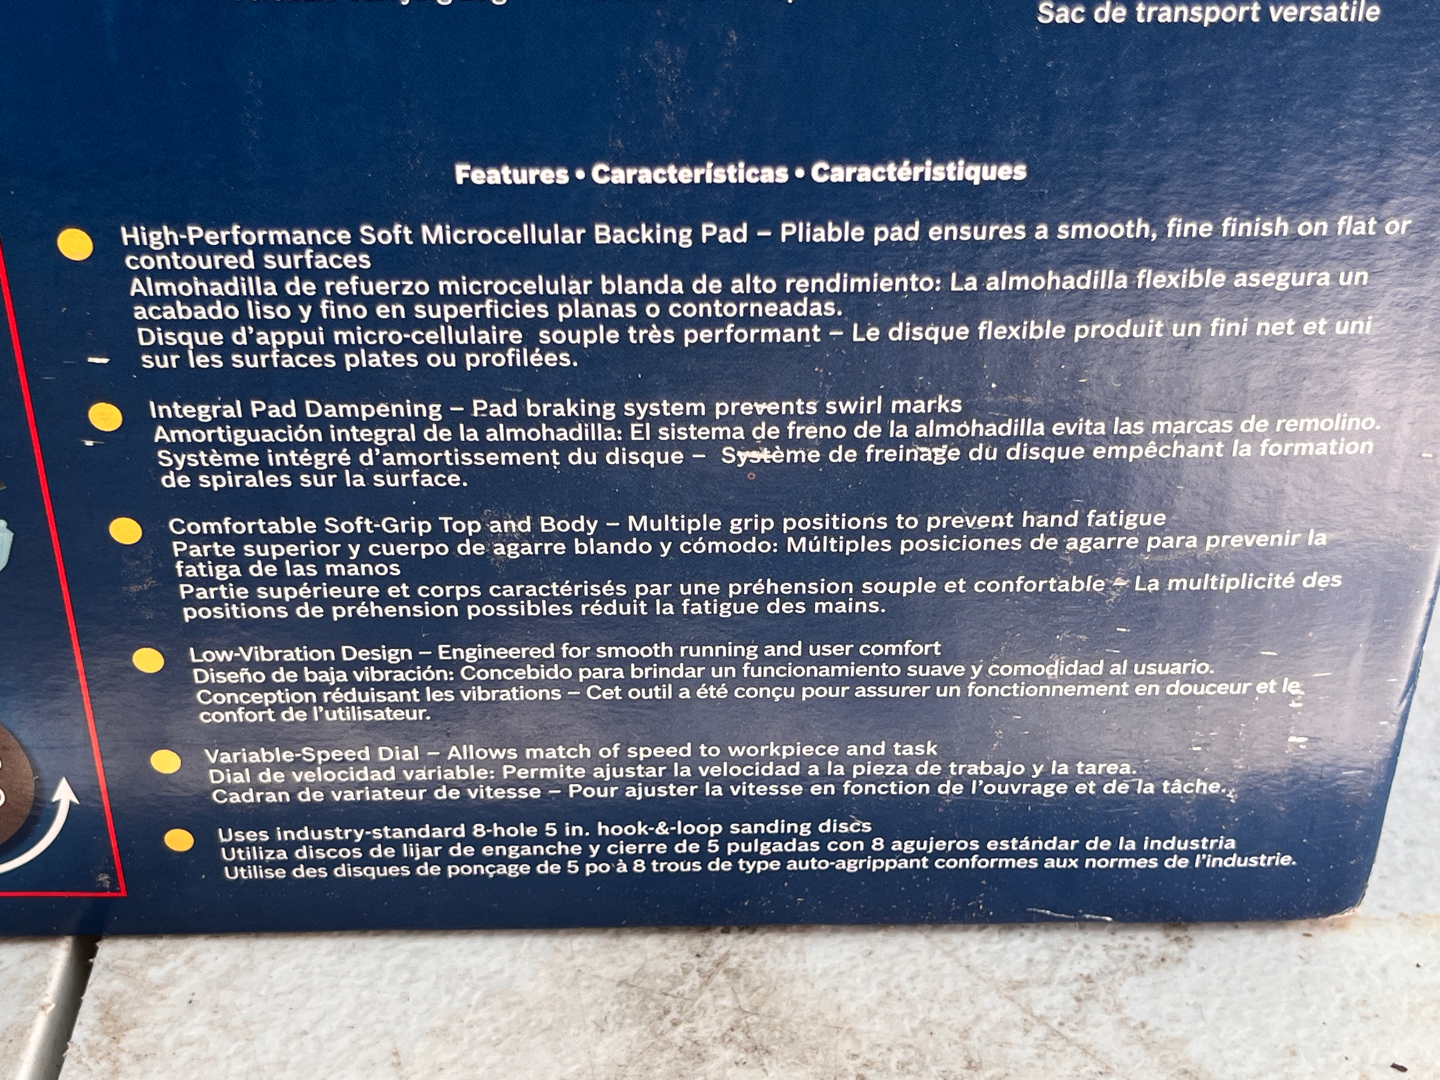 Sac de transport versatile
Features • Características • Caractéristiques
High-Performance Soft Microcellular Backing Pad – Pliable pad ensures a smooth, fine finish on flat or
contoured surfaces
Almohadilla de refuerzo microcelular blanda de alto rendimiento: La almohadilla flexible asegura un
acabado liso y fino en superficies planas o contorneadas.
Disque d’appui micro-cellulaire souple très performant – Le disque flexible produit un fini net et uni
sur les surfaces plates ou profilées.
Integral Pad Dampening – Pad braking system prevents swirl marks
Amortiguación integral de la almohadilla: El sistema de freno de la almohadilla evita las marcas de remolino.
Système intégré d’amortissement du disque – Système de freinage du disque empêchant la formation
de spirales sur la surface.
Comfortable Soft-Grip Top and Body – Multiple grip positions to prevent hand fatigue
Parte superior y cuerpo de agarre blando y cómodo: Múltiples posiciones de agarre para prevenir la
fatiga de las manos
Partie supérieure et corps caractérisés par une préhension souple et confortable – La multiplicité des
positions de préhension possibles réduit la fatigue des mains.
Low-Vibration Design – Engineered for smooth running and user comfort
Diseño de baja vibración: Concebido para brindar un funcionamiento suave y comodidad al usuario.
Conception réduisant les vibrations – Cet outil a été conçu pour assurer un fonctionnement en douceur et le
confort de l’utilisateur.
Variable-Speed Dial – Allows match of speed to workpiece and task
Dial de velocidad variable: Permite ajustar la velocidad a la pieza de trabajo y la tarea.
Cadran de variateur de vitesse – Pour ajuster la vitesse en fonction de l’ouvrage et de la tâche.
Uses industry-standard 8-hole 5 in. hook-&-loop sanding discs
Utiliza discos de lijar de enganche y cierre de 5 pulgadas con 8 agujeros estándar de la industria
Utilise des disques de ponçage de 5 po à 8 trous de type auto-agrippant conformes aux normes de l’industrie.